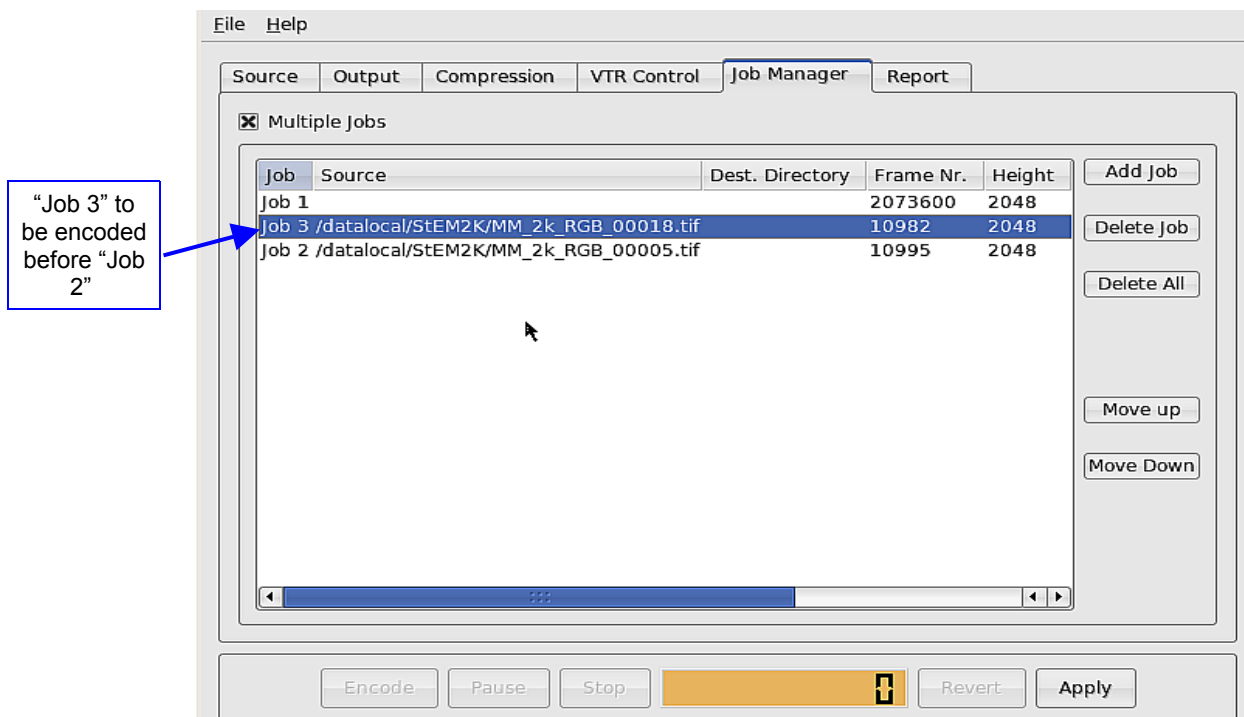 File Help
Source Output Compression VTR Control Job Manager Report
Multiple Jobs
Job Source Dest. Directory Frame Nr. Height
Job 1 2073600 2048
Job 3 /datalocal/StEM2K/MM_2k_RGB_00018.tif 10982 2048
Job 2 /datalocal/StEM2K/MM_2k_RGB_00005.tif 10995 2048
Add Job
Delete Job
Delete All
Move up
Move Down
“Job 3” to
be encoded
before “Job
2”
Encode Pause Stop 0 Revert Apply